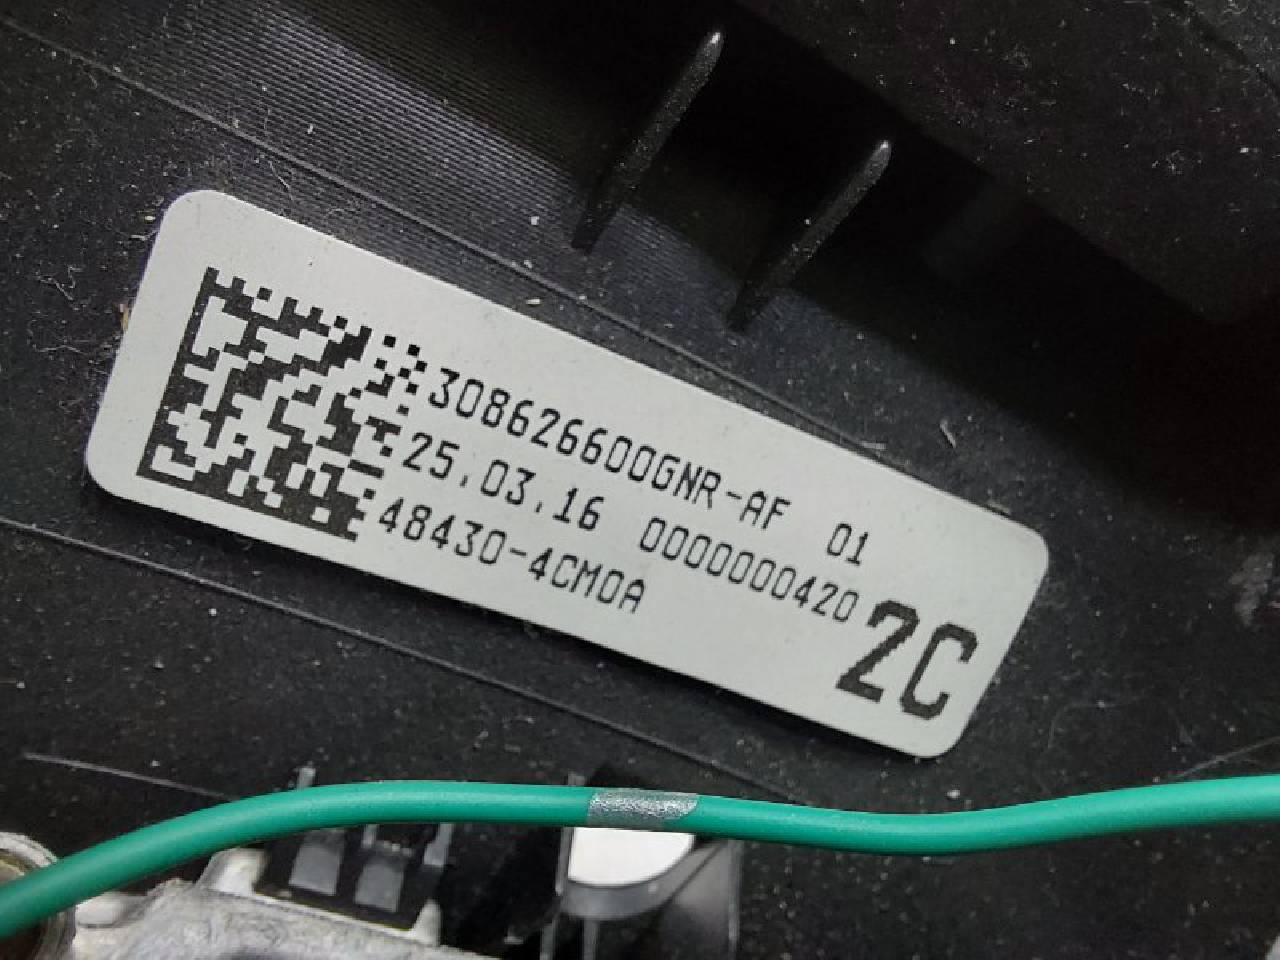 308626600GNR-AF 01
25.03.16 0000000420
48430-4CM0A
2C